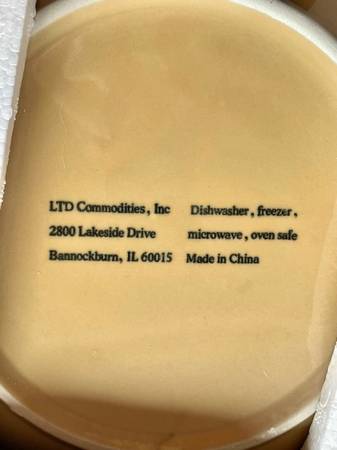 LTD Commodities, Inc
2800 Lakeside Drive
Bannockburn, IL 60015
Dishwasher, freezer,
microwave, oven safe
Made in China